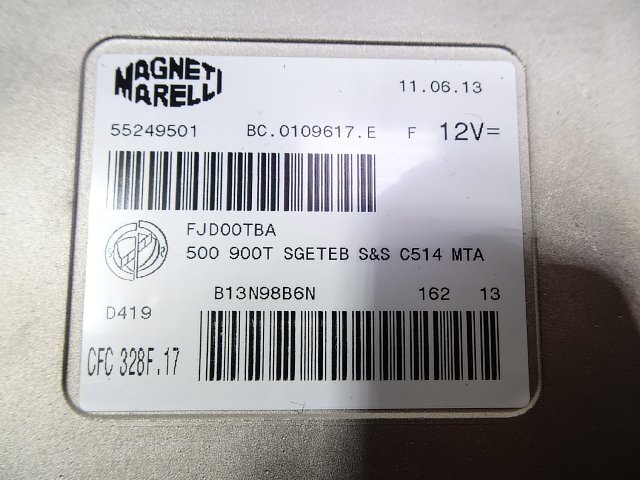 MAGNETI
MARELLI
11.06.13
55249501 BC.0109617.E F 12V=
FJD00TBA
500 900T SGETEB S&S C514 MTA
B13N98B6N 162 13
D419
CFC 328F.17